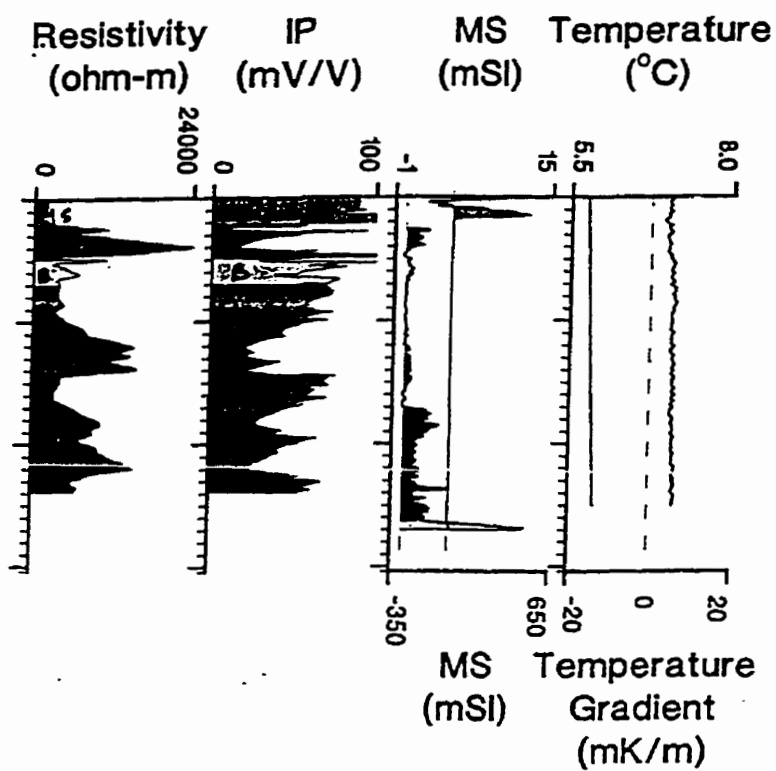 Resistivity IP MS Temperature
(ohm-m) (mV/V) (mSI) (°C)
0 24000 0 100 -1 15 5.5 8.0
-350 650 -20 0 20
MS Temperature
(mSI) Gradient
(mK/m)